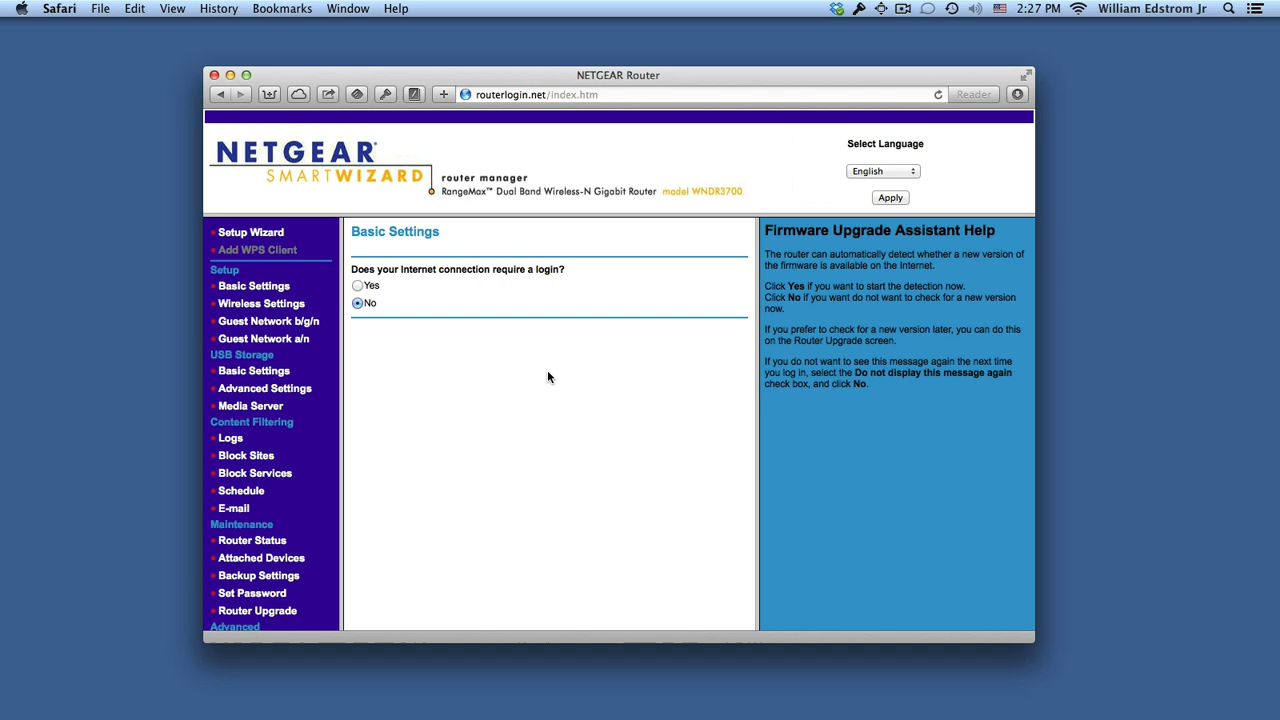 Safari File Edit View History Bookmarks Window Help 2:27 PM William Edstrom Jr
NETGEAR Router
routerlogin.net/index.htm Reader
NETGEAR®
SMARTWIZARD
router manager
RangeMax™ Dual Band Wireless-N Gigabit Router model WNDR3700
Select Language
English
Apply
Setup Wizard
Add WPS Client
Setup
Basic Settings
Wireless Settings
Guest Network b/g/n
Guest Network a/n
USB Storage
Basic Settings
Advanced Settings
Media Server
Content Filtering
Logs
Block Sites
Block Services
Schedule
E-mail
Maintenance
Router Status
Attached Devices
Backup Settings
Set Password
Router Upgrade
Advanced
Basic Settings
Does your Internet connection require a login?
Yes
No
Firmware Upgrade Assistant Help
The router can automatically detect whether a new version of
the firmware is available on the Internet.
Click Yes if you want to start the detection now.
Click No if you want do not want to check for a new version
now.
If you prefer to check for a new version later, you can do this
on the Router Upgrade screen.
If you do not want to see this message again the next time
you log in, select the Do not display this message again
check box, and click No.